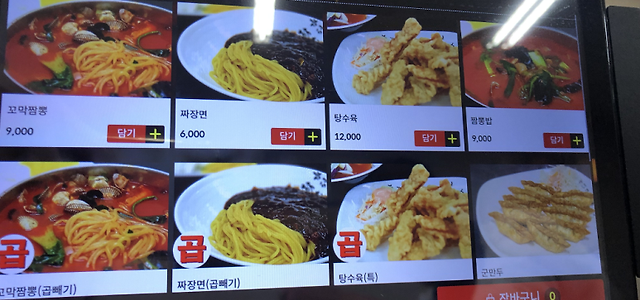 꼬막짬뽕
9,000
담기 +
짜장면
6,000
담기 +
탕수육
12,000
담기 +
짬뽕밥
9,000
담기 +
곱
꼬막짬뽕(곱빼기)
곱
짜장면(곱빼기)
곱
탕수육(특)
군만두
장바구니 0